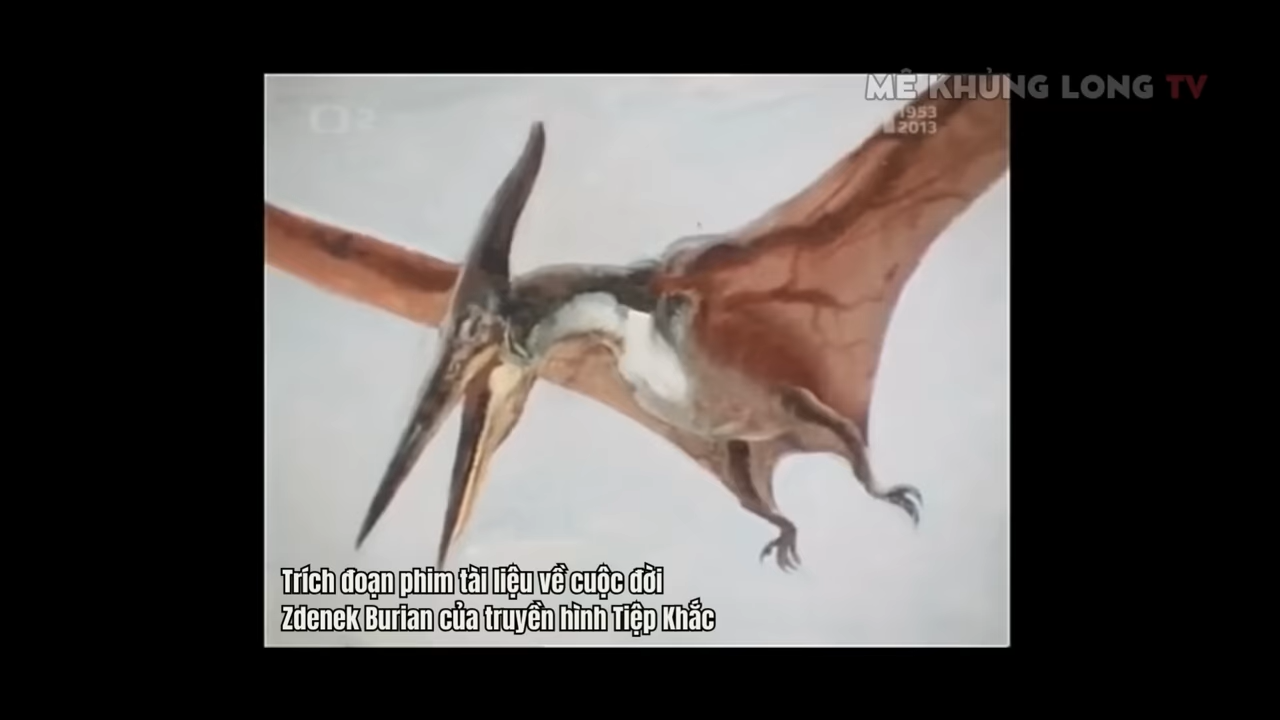 MÊ KHỦNG LONG TV
2
1953
2013
Trích đoạn phim tài liệu về cuộc đời
Zdenek Burian của truyền hình Tiệp Khắc